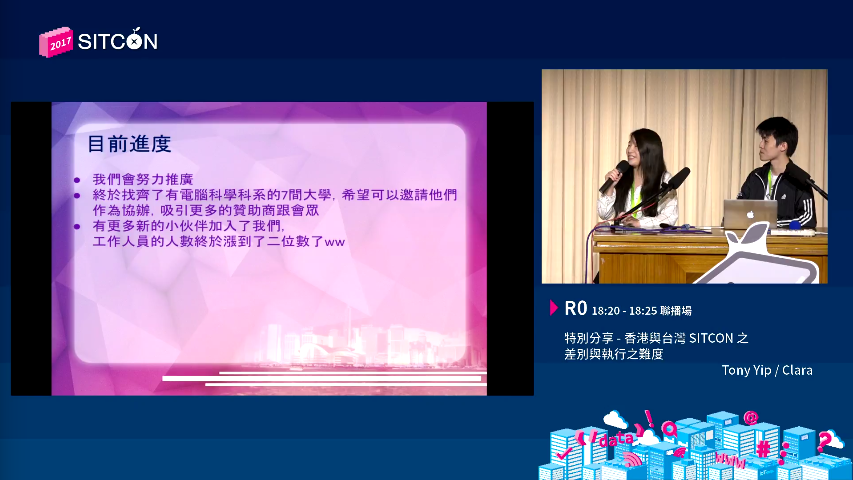 2017 SITCON
目前進度
● 我們會努力推廣
● 終於找齊了有電腦科學科系的7間大學, 希望可以邀請他們
作為協辦, 吸引更多的贊助商跟會眾
● 有更多新的小伙伴加入了我們,
工作人員的人數終於漲到了二位數了ww
R0 18:20 - 18:25 聯播場
特別分享 - 香港與台灣 SITCON 之
差別與執行之難度
Tony Yip / Clara
data
www